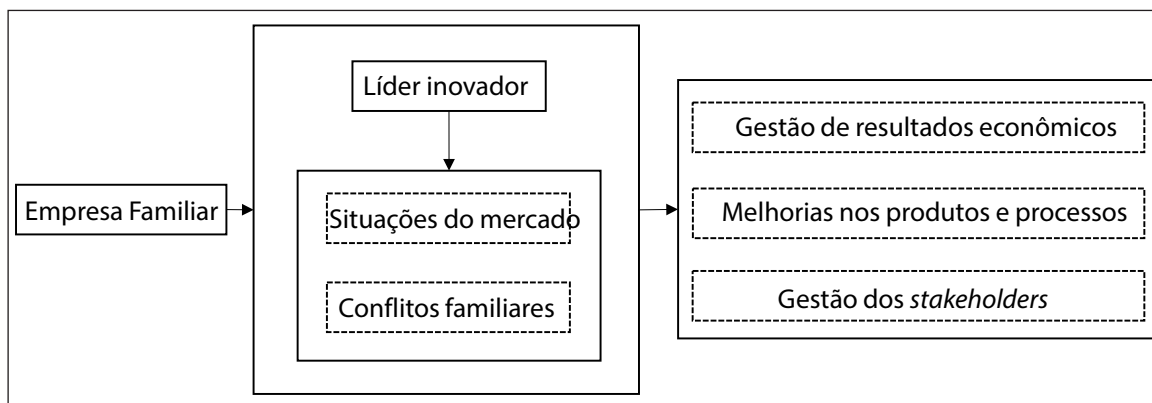 Empresa Familiar
Líder inovador
Situações do mercado
Conflitos familiares
Gestão de resultados econômicos
Melhorias nos produtos e processos
Gestão dos stakeholders